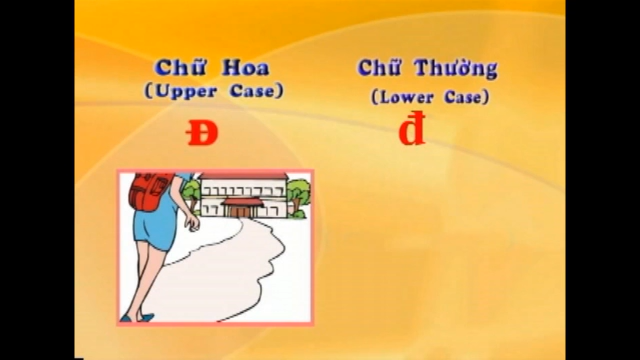 Chữ Hoa
(Upper Case)
Đ
Chữ Thường
(Lower Case)
đ